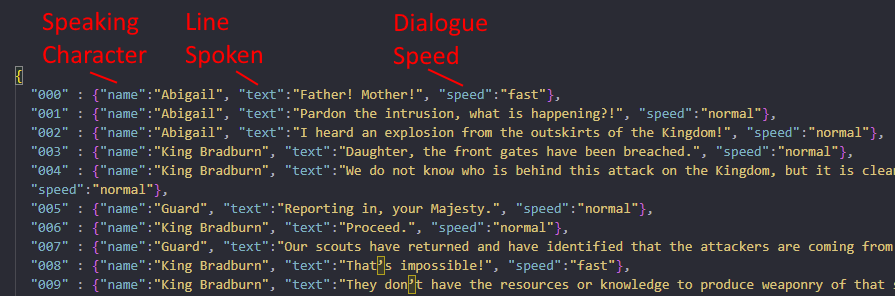 Speaking Line Dialogue
Character Spoken Speed
{
"000" : {"name":"Abigail", "text":"Father! Mother!", "speed":"fast"},
"001" : {"name":"Abigail", "text":"Pardon the intrusion, what is happening?!", "speed":"normal"},
"002" : {"name":"Abigail", "text":"I heard an explosion from the outskirts of the Kingdom!", "speed":"normal"},
"003" : {"name":"King Bradburn", "text":"Daughter, the front gates have been breached.", "speed":"normal"},
"004" : {"name":"King Bradburn", "text":"We do not know who is behind this attack on the Kingdom, but it is clea
"speed":"normal"},
"005" : {"name":"Guard", "text":"Reporting in, your Majesty.", "speed":"normal"},
"006" : {"name":"King Bradburn", "text":"Proceed.", "speed":"normal"},
"007" : {"name":"Guard", "text":"Our scouts have returned and have identified that the attackers are coming from
"008" : {"name":"King Bradburn", "text":"That’s impossible!", "speed":"fast"},
"009" : {"name":"King Bradburn", "text":"They don’t have the resources or knowledge to produce weaponry of that